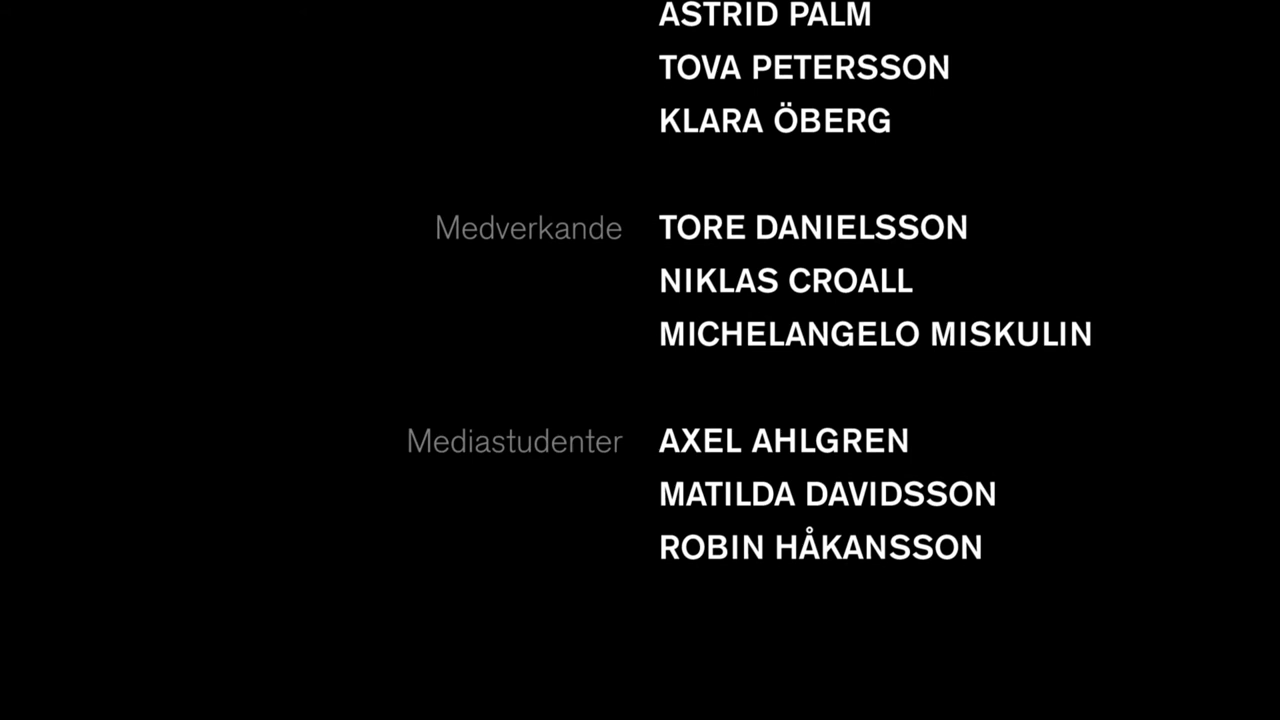 ASTRID PALM
TOVA PETERSSON
KLARA ÖBERG
Medverkande TORE DANIELSSON
NIKLAS CROALL
MICHELANGELO MISKULIN
Mediastudenter AXEL AHLGREN
MATILDA DAVIDSSON
ROBIN HÅKANSSON